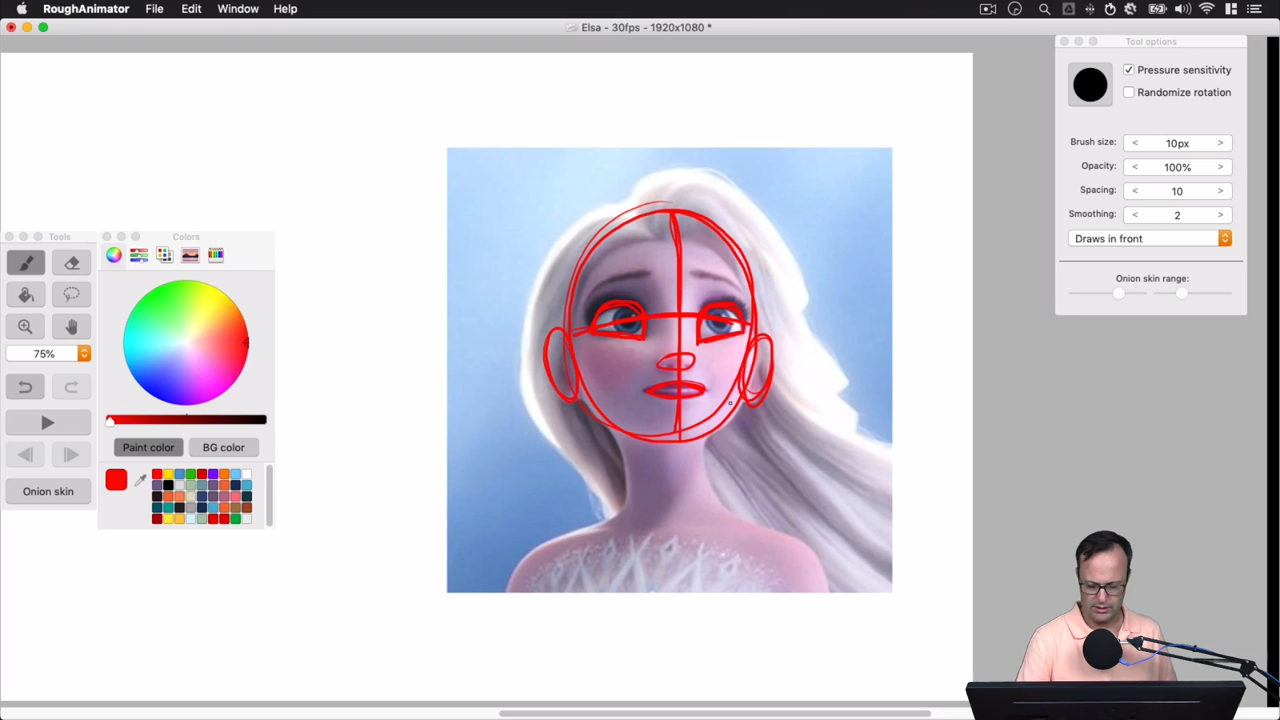 RoughAnimator File Edit Window Help
Elsa - 30fps - 1920x1080 *
Tool options
Pressure sensitivity
Randomize rotation
Brush size: < 10px >
Opacity: < 100% >
Spacing: < 10 >
Smoothing: < 2 >
Draws in front
Onion skin range:
Tools
75%
Onion skin
Colors
Paint color BG color